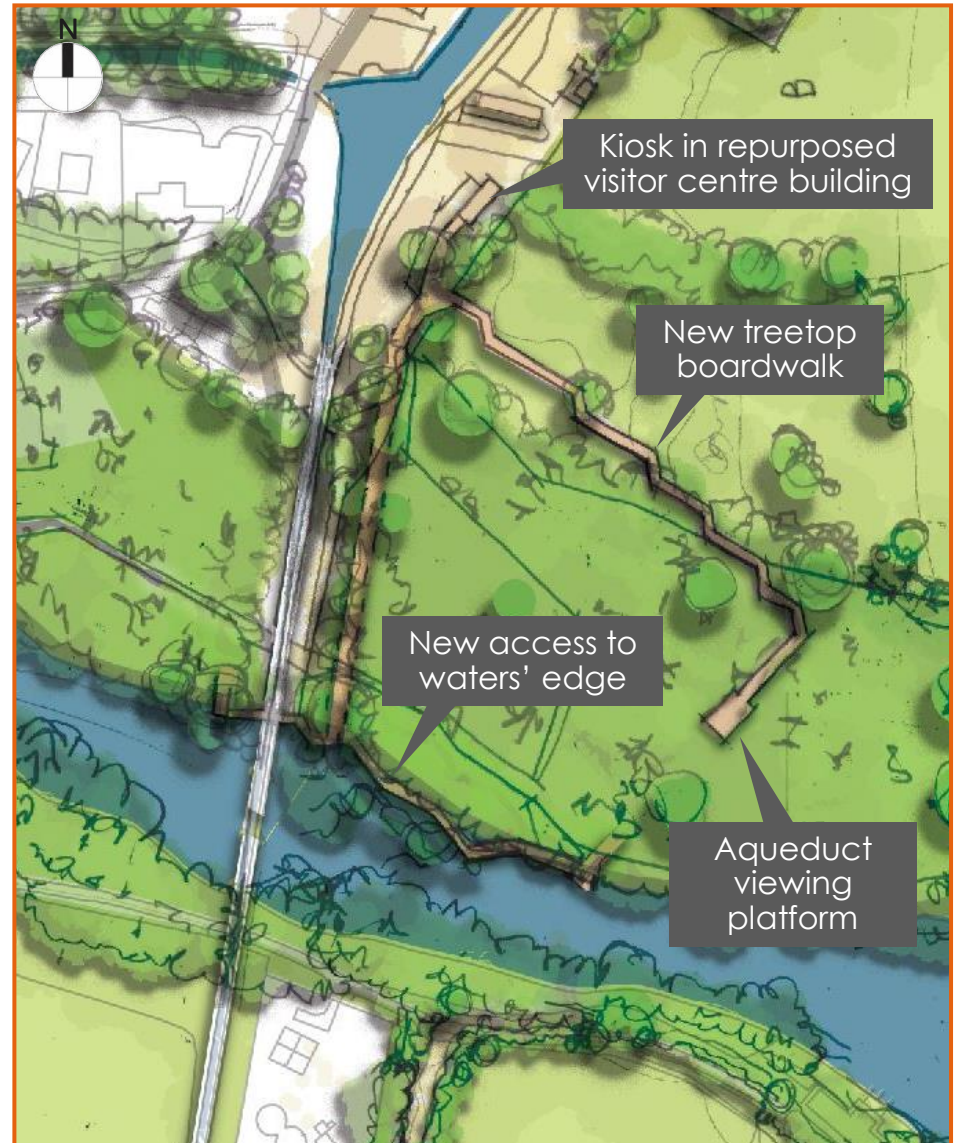 N
Kiosk in repurposed
visitor centre building
New treetop
boardwalk
New access to
waters’ edge
Aqueduct
viewing
platform